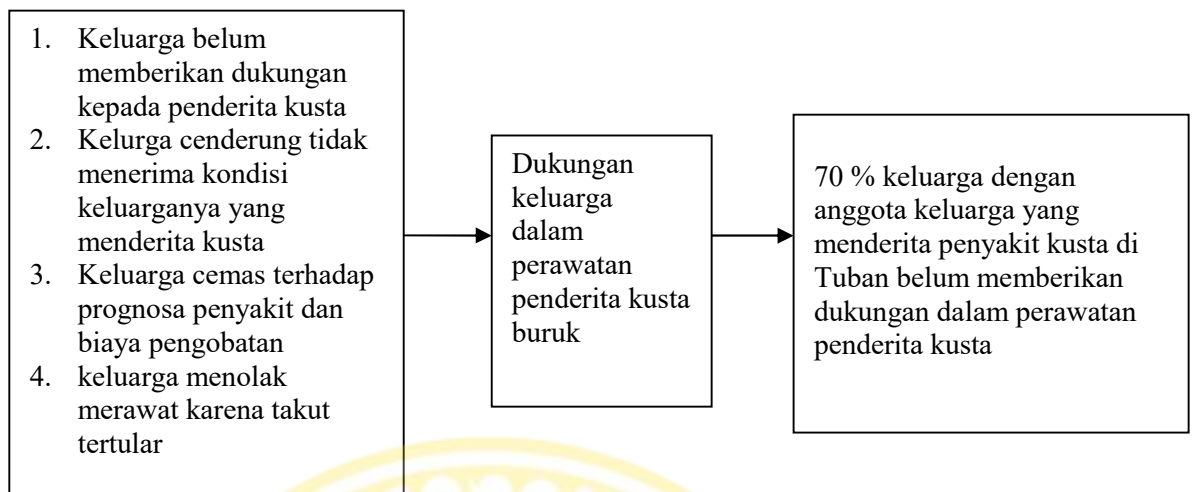 1. Keluarga belum
memberikan dukungan
kepada penderita kusta
2. Kelurga cenderung tidak
menerima kondisi
keluarganya yang
menderita kusta
3. Keluarga cemas terhadap
prognosa penyakit dan
biaya pengobatan
4. keluarga menolak
merawat karena takut
tertular
Dukungan
keluarga
dalam
perawatan
penderita kusta
buruk
70 % keluarga dengan
anggota keluarga yang
menderita penyakit kusta di
Tuban belum memberikan
dukungan dalam perawatan
penderita kusta